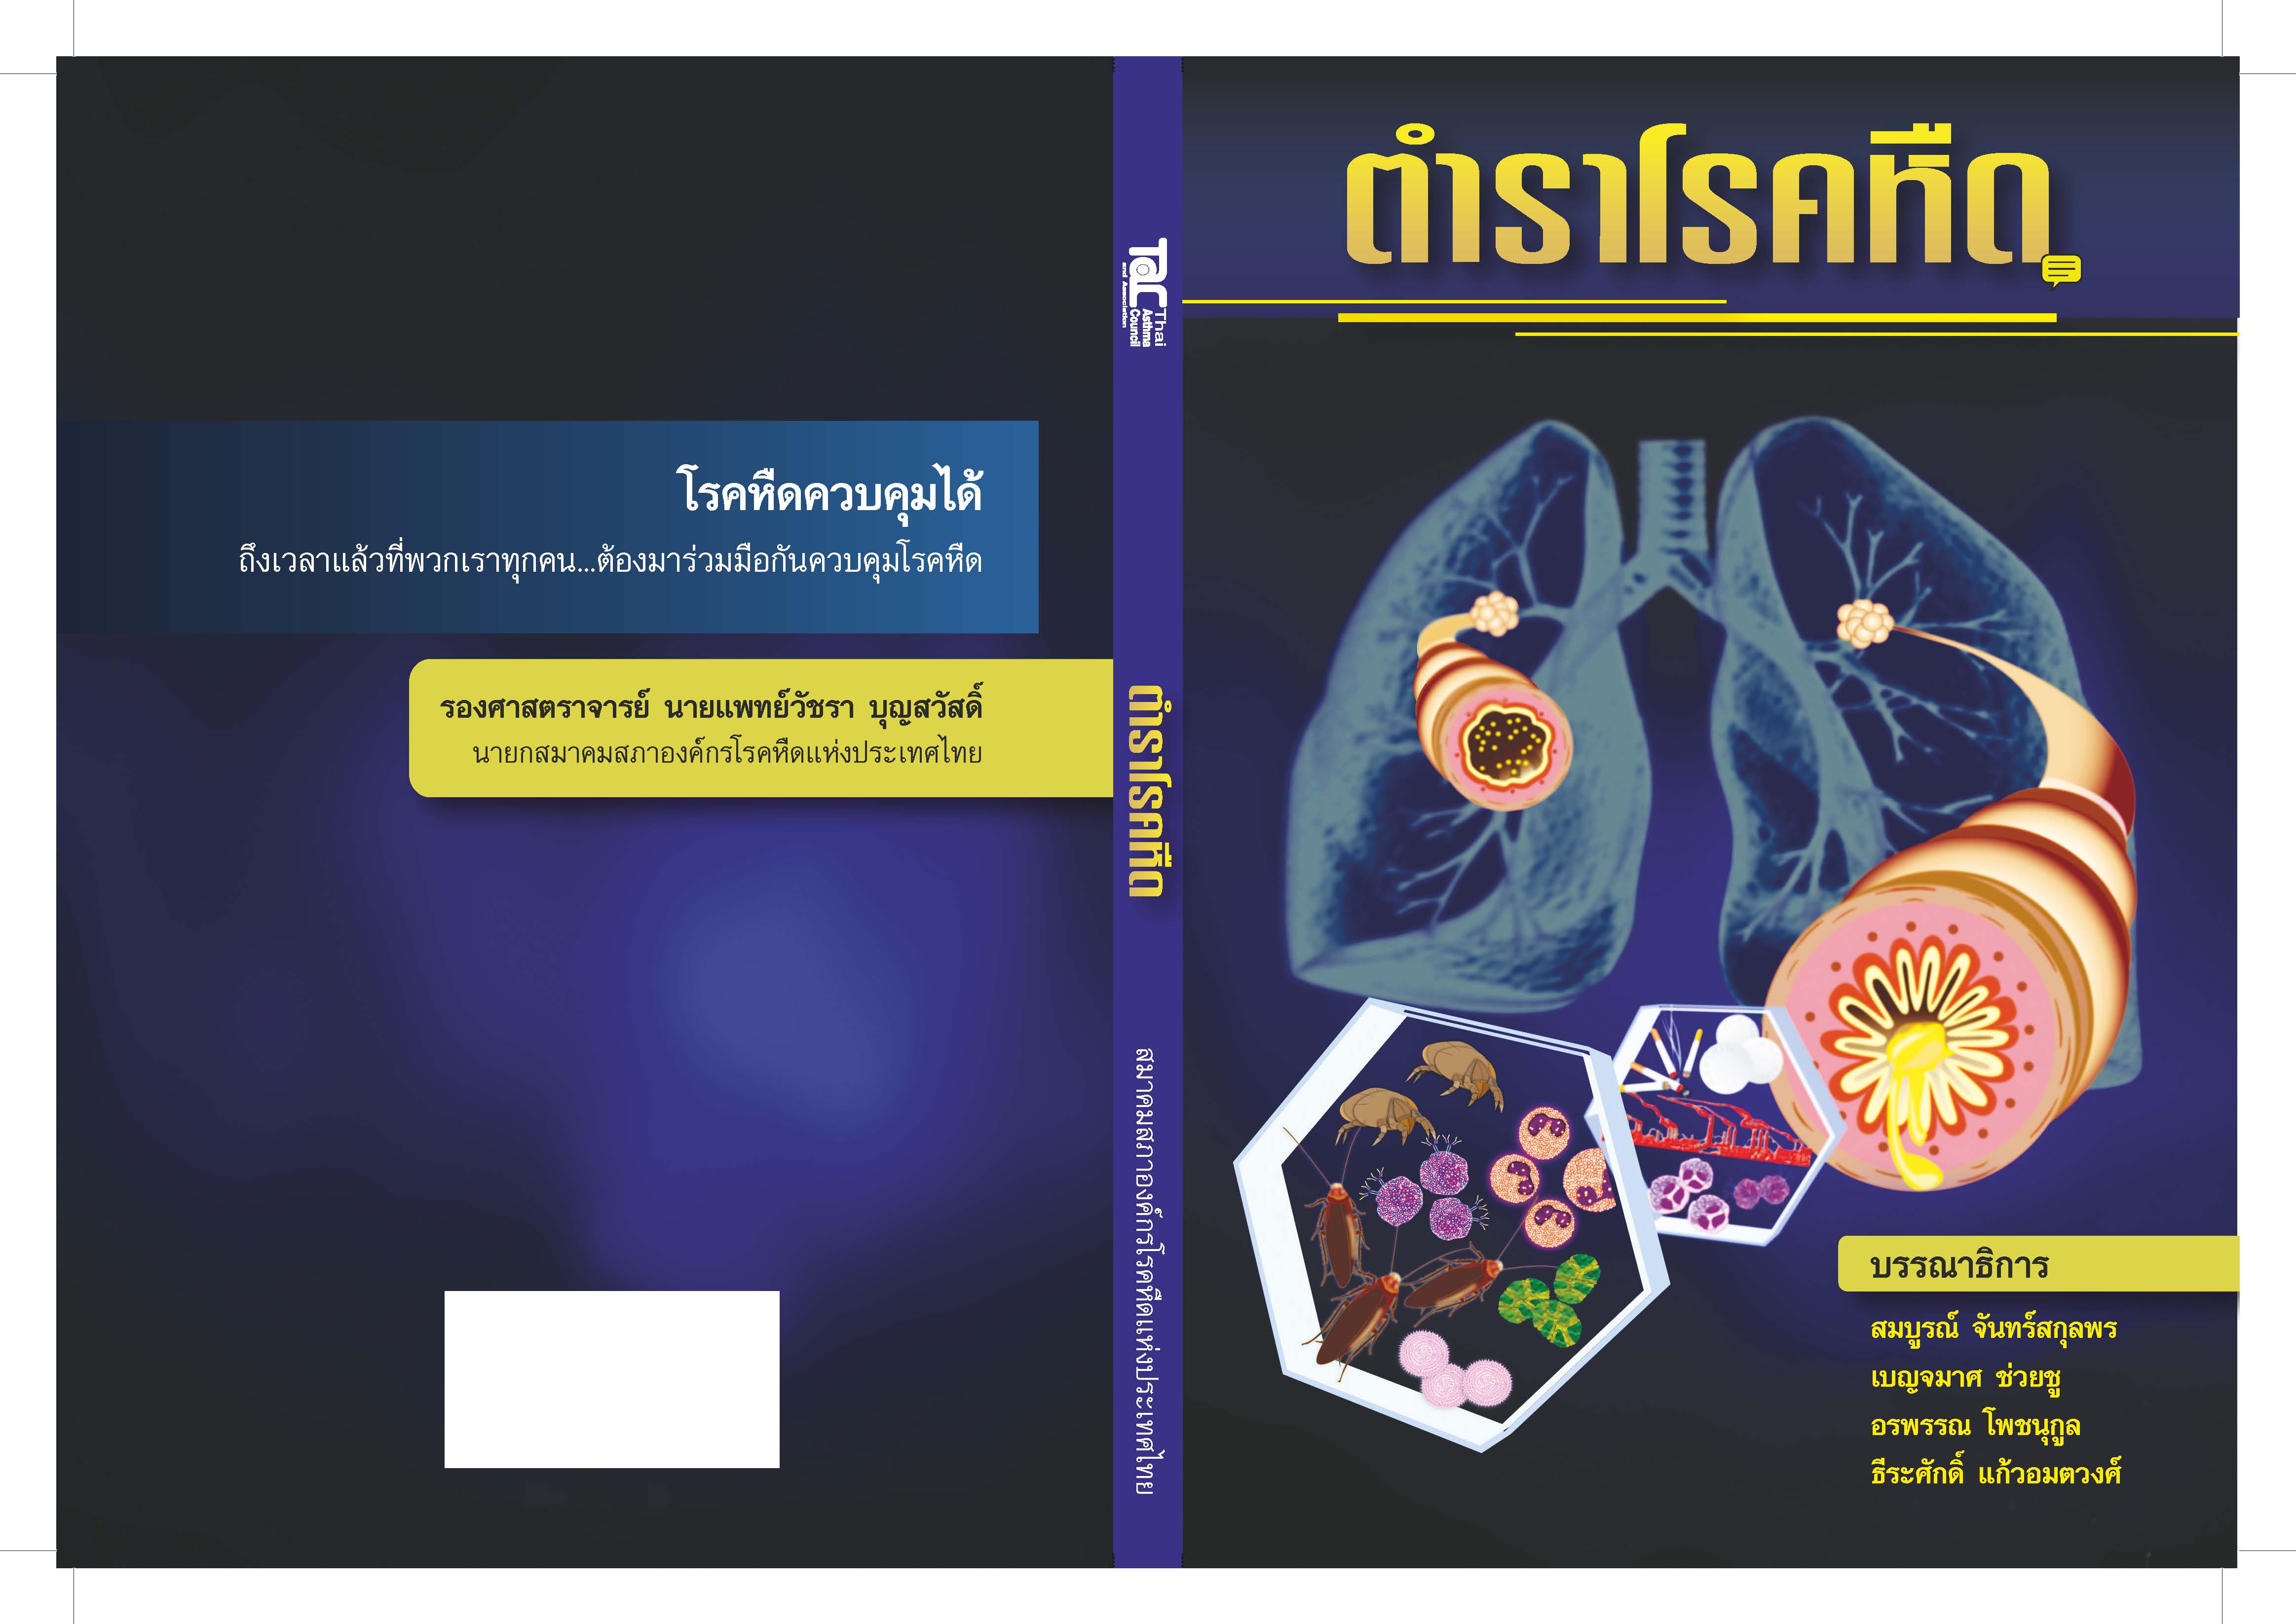 โรคหืดควบคุมได้
ถึงเวลาแล้วที่พวกเราทุกคน...ต้องมาร่วมมือกันควบคุมโรคหืด
รองศาสตราจารย์ นายแพทย์วัชรา บุญสวัสดิ์
นายกสมาคมสภาองค์กรโรคหืดแห่งประเทศไทย
TAC Thai
Asthma
Council
and Association
ตำราโรคหืด
สมาคมสภาองค์กรโรคหืดแห่งประเทศไทย
ตำราโรคหืด
บรรณาธิการ
สมบูรณ์ จันทร์สกุลพร
เบญจมาศ ช่วยชู
อรพรรณ โพชนุกูล
ธีระศักดิ์ แก้วอมตวงศ์